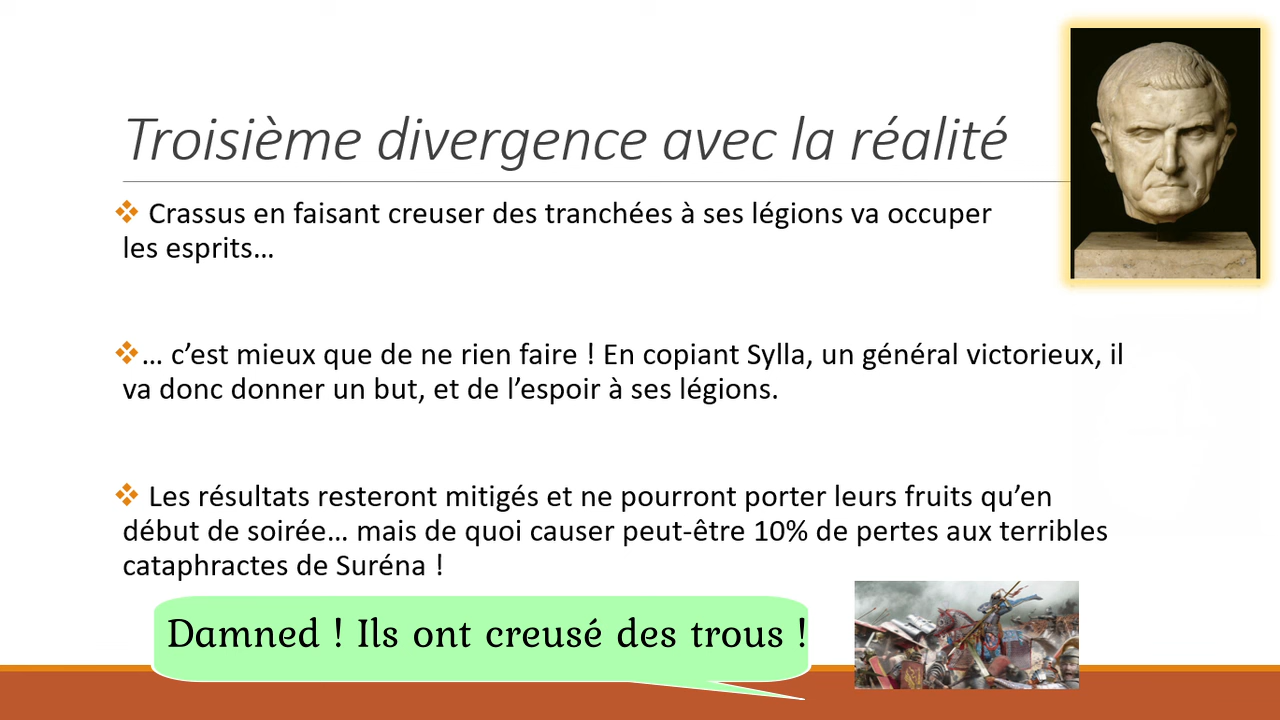 Troisième divergence avec la réalité
❖ Crassus en faisant creuser des tranchées à ses légions va occuper
les esprits…
❖… c’est mieux que de ne rien faire ! En copiant Sylla, un général victorieux, il
va donc donner un but, et de l’espoir à ses légions.
❖ Les résultats resteront mitigés et ne pourront porter leurs fruits qu’en
début de soirée… mais de quoi causer peut-être 10% de pertes aux terribles
cataphractes de Suréna !
Damned ! Ils ont creusé des trous !